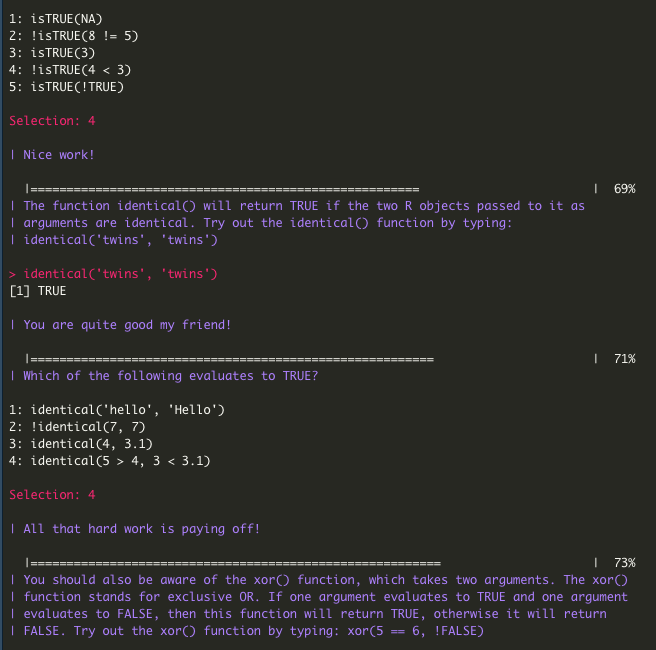 1: isTRUE(NA)
2: !isTRUE(8 != 5)
3: isTRUE(3)
4: !isTRUE(4 < 3)
5: isTRUE(!TRUE)
Selection: 4
| Nice work!
|====================================================== | 69%
| The function identical() will return TRUE if the two R objects passed to it as
| arguments are identical. Try out the identical() function by typing:
| identical('twins', 'twins')
> identical('twins', 'twins')
[1] TRUE
| You are quite good my friend!
|======================================================== | 71%
| Which of the following evaluates to TRUE?
1: identical('hello', 'Hello')
2: !identical(7, 7)
3: identical(4, 3.1)
4: identical(5 > 4, 3 < 3.1)
Selection: 4
| All that hard work is paying off!
|========================================================= | 73%
| You should also be aware of the xor() function, which takes two arguments. The xor()
| function stands for exclusive OR. If one argument evaluates to TRUE and one argument
| evaluates to FALSE, then this function will return TRUE, otherwise it will return
| FALSE. Try out the xor() function by typing: xor(5 == 6, !FALSE)